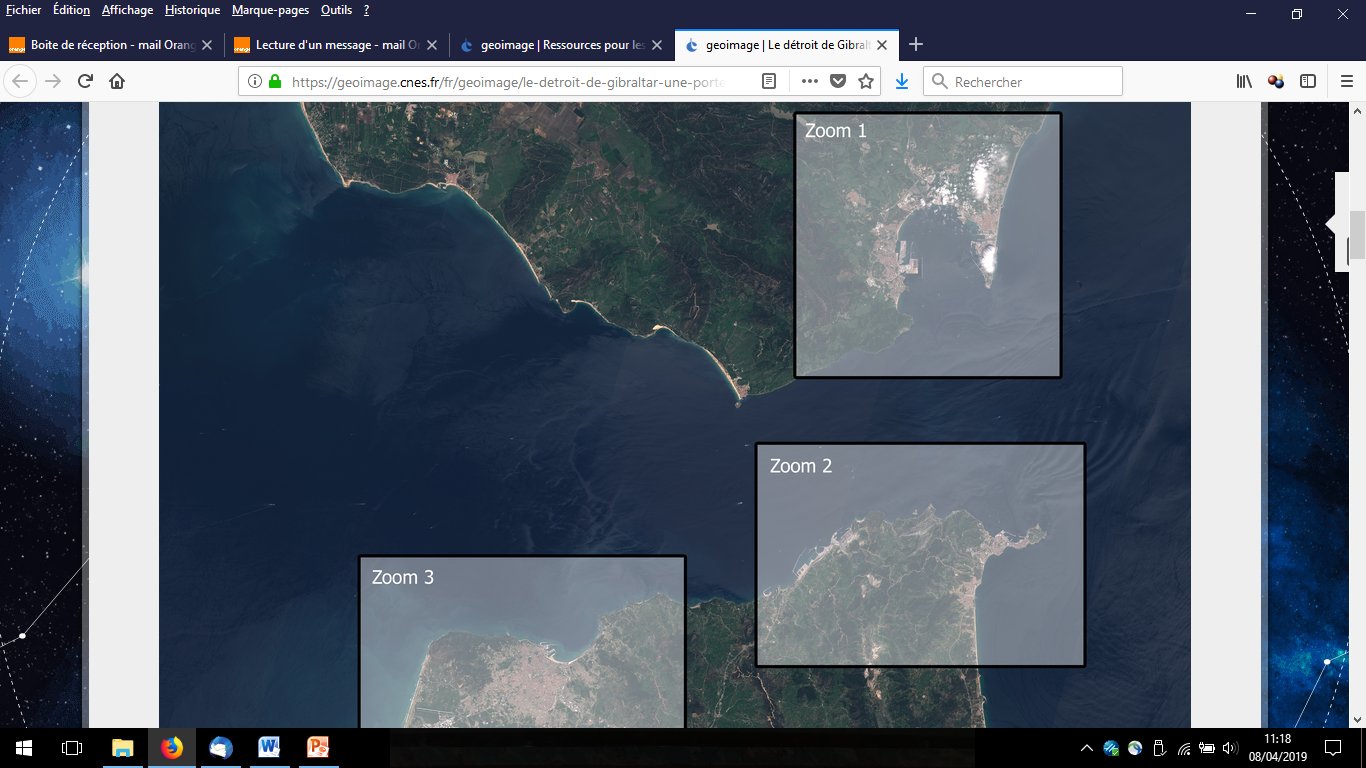 Fichier Édition Affichage Historique Marque-pages Outils ?
Boite de réception - mail Orang
Lecture d'un message - mail Or
geoimage | Ressources pour les
geoimage | Le détroit de Gibralt
https://geoimage.cnes.fr/fr/geoimage/le-detroit-de-gibraltar-une-porte
Rechercher
Zoom 1
Zoom 2
Zoom 3
11:18
08/04/2019